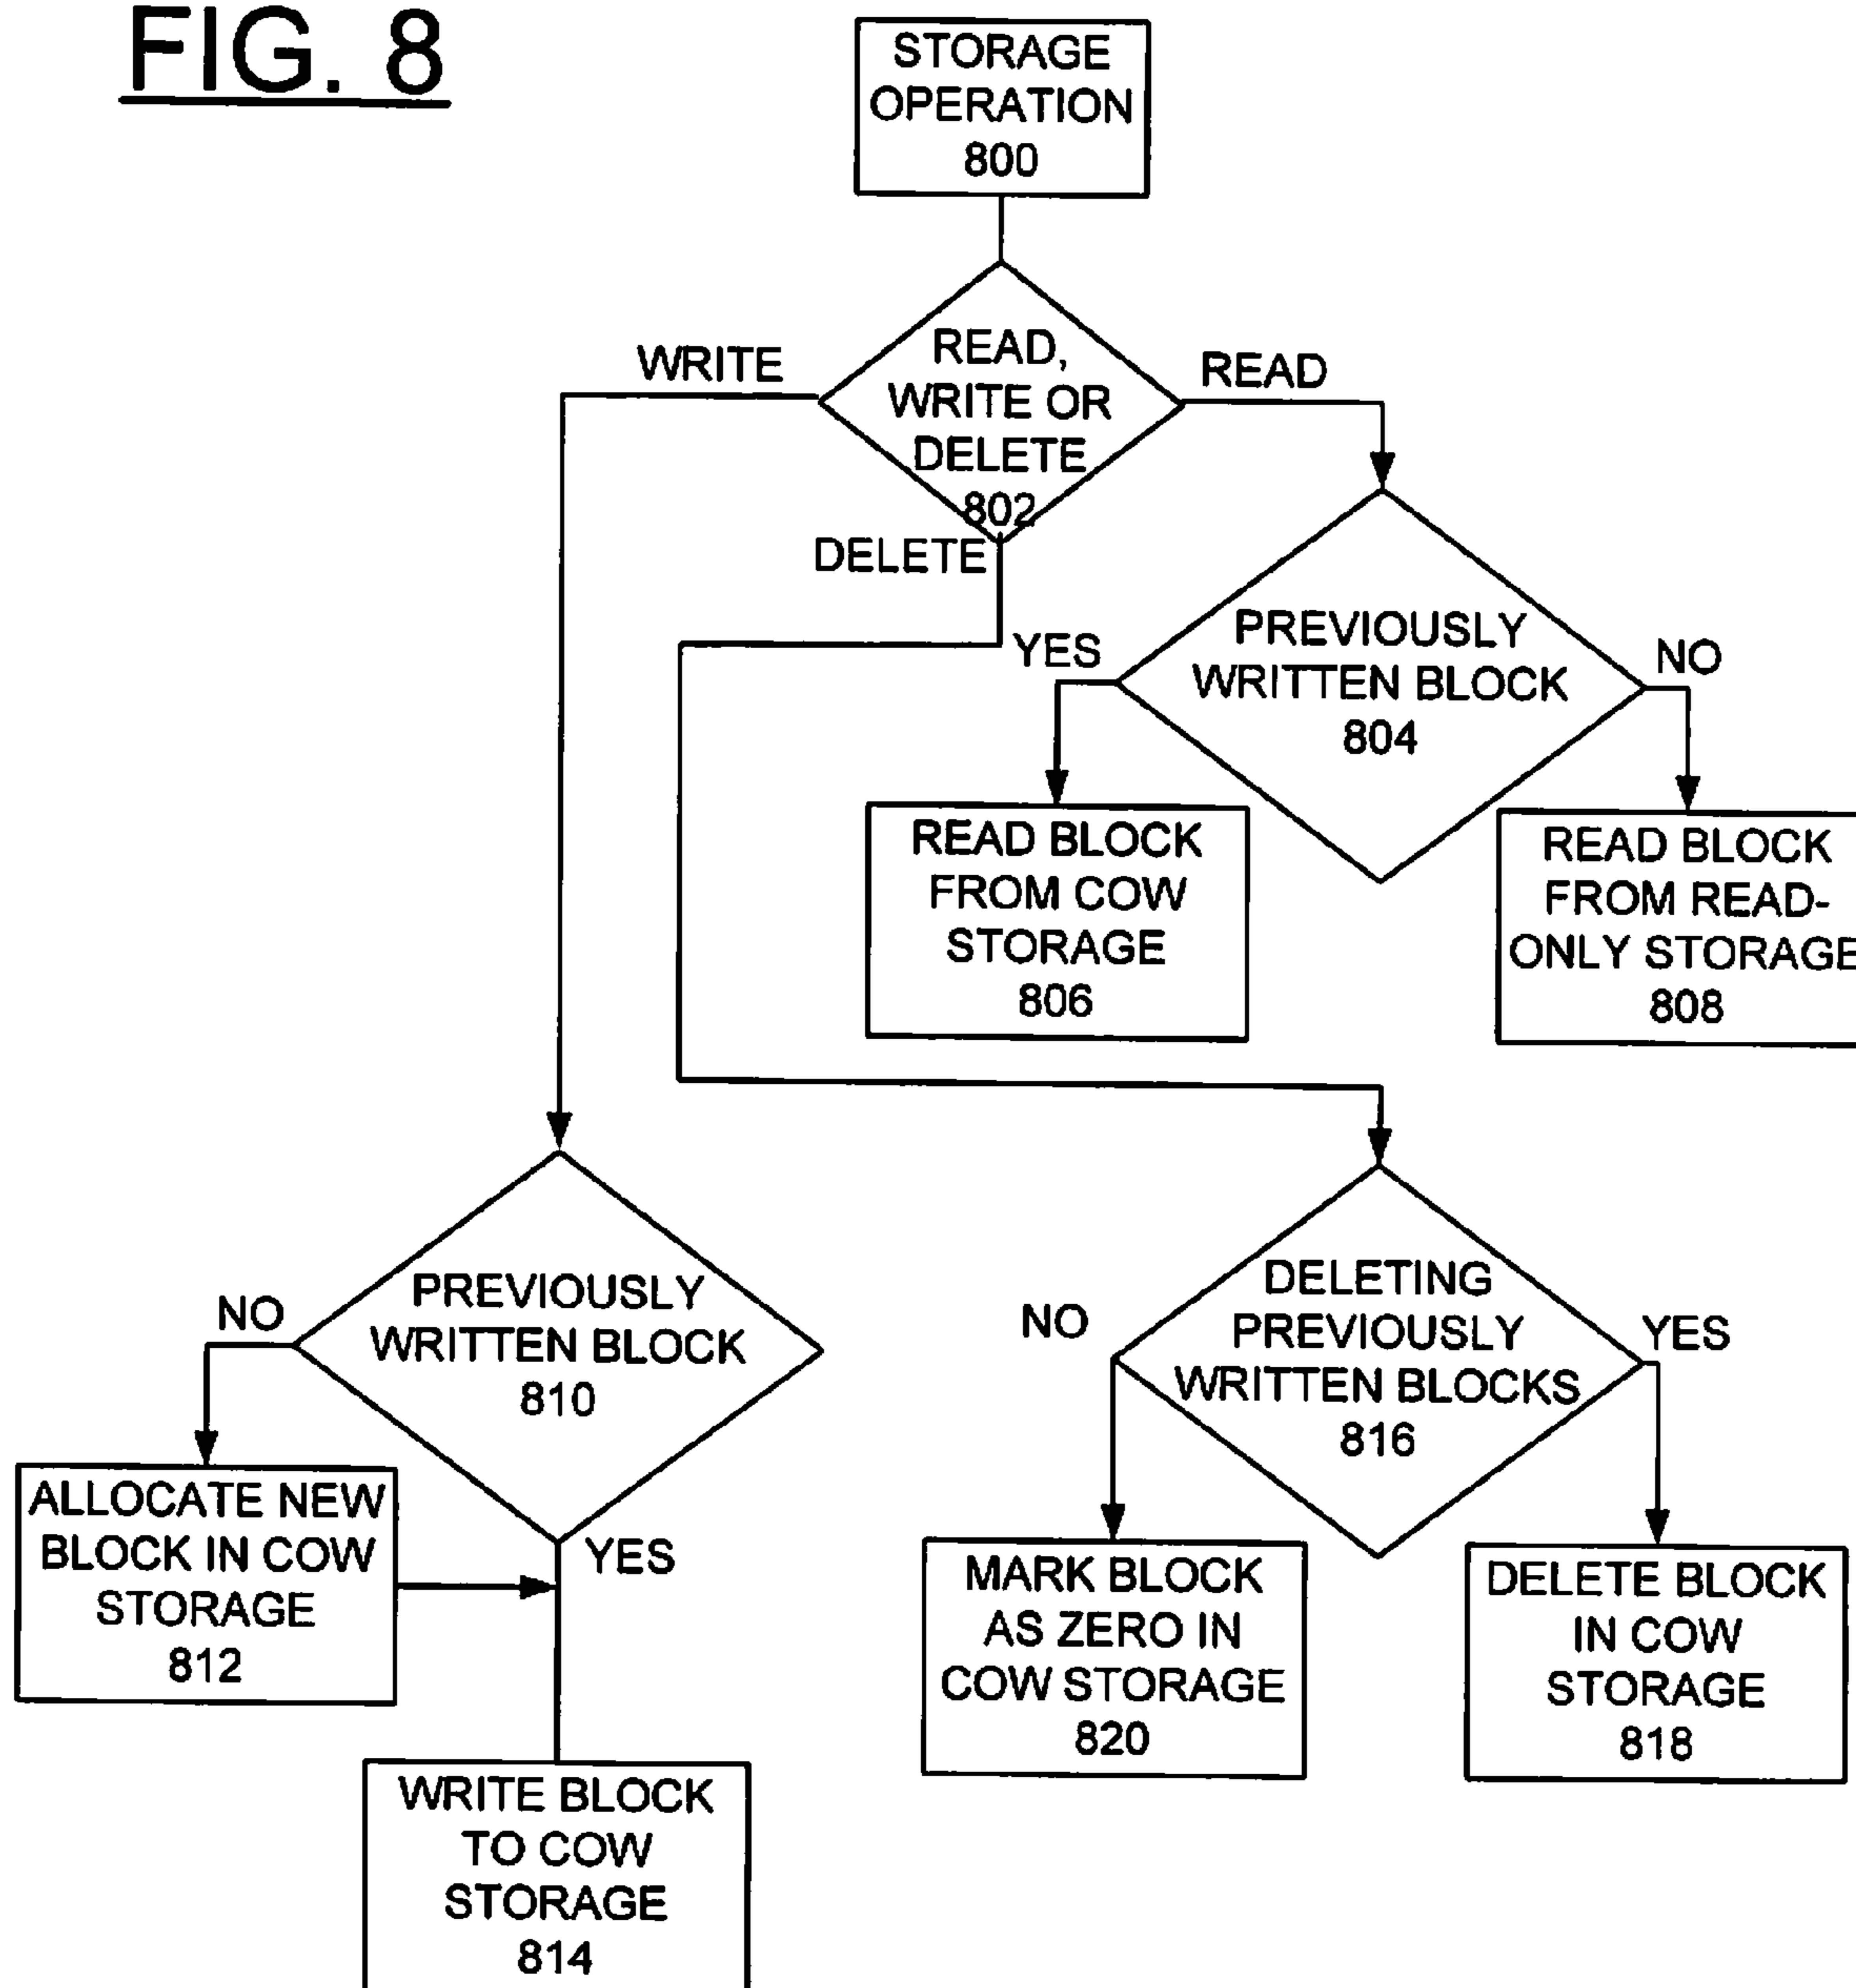 FIG. 8
STORAGE
OPERATION
800
WRITE
READ,
WRITE OR
DELETE
802
READ
DELETE
YES
PREVIOUSLY
WRITTEN BLOCK
804
NO
READ BLOCK
FROM COW
STORAGE
806
READ BLOCK
FROM READ-
ONLY STORAGE
808
NO
PREVIOUSLY
WRITTEN BLOCK
810
YES
ALLOCATE NEW
BLOCK IN COW
STORAGE
812
WRITE BLOCK
TO COW
STORAGE
814
NO
DELETING
PREVIOUSLY
WRITTEN BLOCKS
816
YES
MARK BLOCK
AS ZERO IN
COW STORAGE
820
DELETE BLOCK
IN COW
STORAGE
818